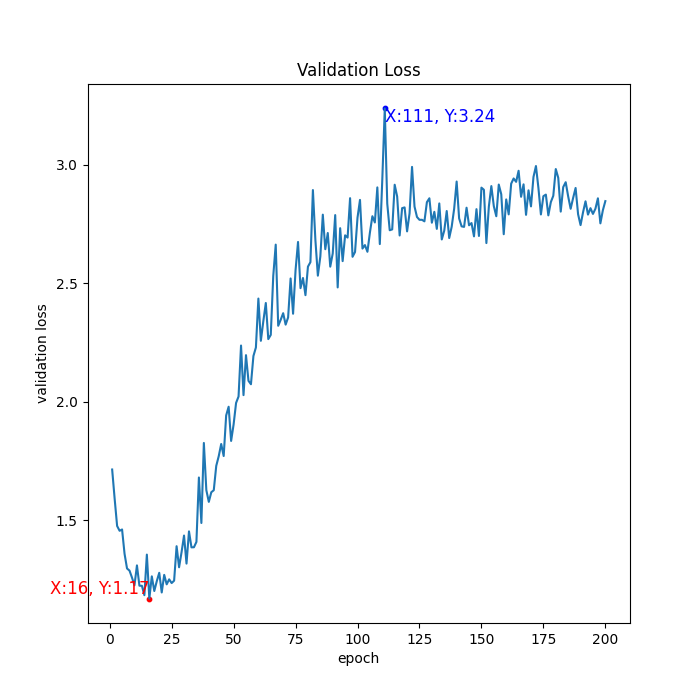 Validation Loss
X:111, Y:3.24
3.0
2.5
2.0
1.5
validation loss
X:16, Y:1.17
0 25 50 75 100 125 150 175 200
epoch